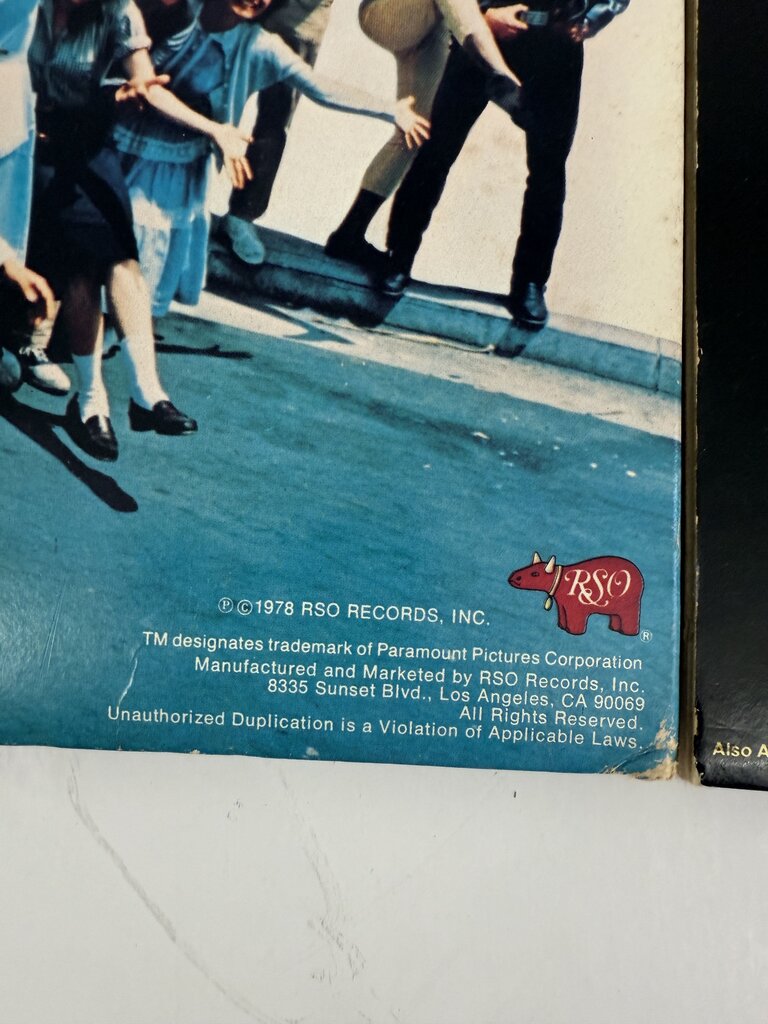 RSO
®
Ⓟ©1978 RSO RECORDS, INC.
TM designates trademark of Paramount Pictures Corporation
Manufactured and Marketed by RSO Records, Inc.
8335 Sunset Blvd., Los Angeles, CA 90069
All Rights Reserved.
Unauthorized Duplication is a Violation of Applicable Laws.
Also A